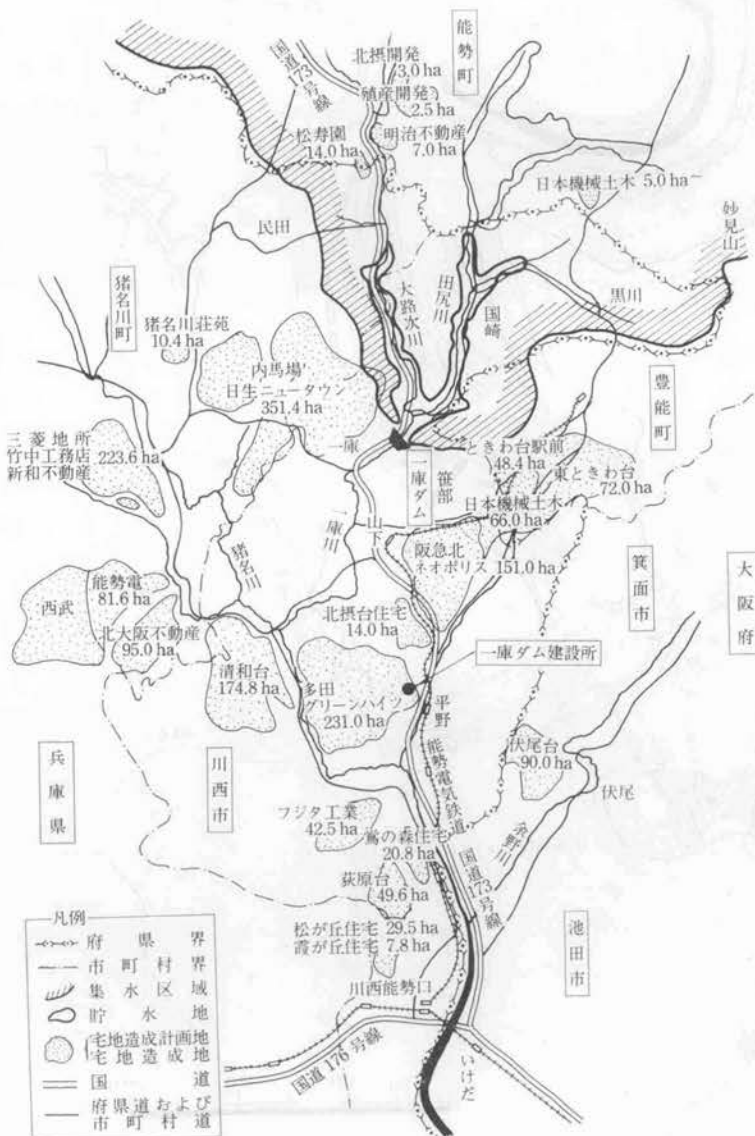 能勢町
国道173号線
北摂開発
3.0 ha
殖産開発
2.5 ha
松寿園
14.0 ha
明治不動産
7.0 ha
日本機械土木 5.0 ha
妙見山
民田
大路次川
田尻川
国崎
黒川
猪名川町
猪名川荘苑
10.4 ha
内馬場
日生ニュータウン
351.4 ha
豊能町
三菱地所
竹中工務店
新和不動産
223.6 ha
一庫
一庫ダム
笹部
ときわ台駅前
48.4 ha
東ときわ台
72.0 ha
日本機械土木
66.0 ha
山下
一庫川
猪名川
阪急北
ネオポリス 151.0 ha
箕面市
大阪府
能勢電
81.6 ha
西武
北大阪不動産
95.0 ha
北摂台住宅
14.0 ha
清和台
174.8 ha
多田
グリーンハイツ
231.0 ha
一庫ダム建設所
平野
能勢電気鉄道
伏尾台
90.0 ha
伏尾
余野川
兵庫県
川西市
フジタ工業
42.5 ha
鴬の森住宅
20.8 ha
国道173号線
荻原台
49.6 ha
松が丘住宅 29.5 ha
霞が丘住宅 7.8 ha
池田市
川西能勢口
国道176号線
いけだ
凡例
府県界
市町村界
集水区域
貯水地
宅地造成計画地
宅地造成地
国道
府県道および
市町村道